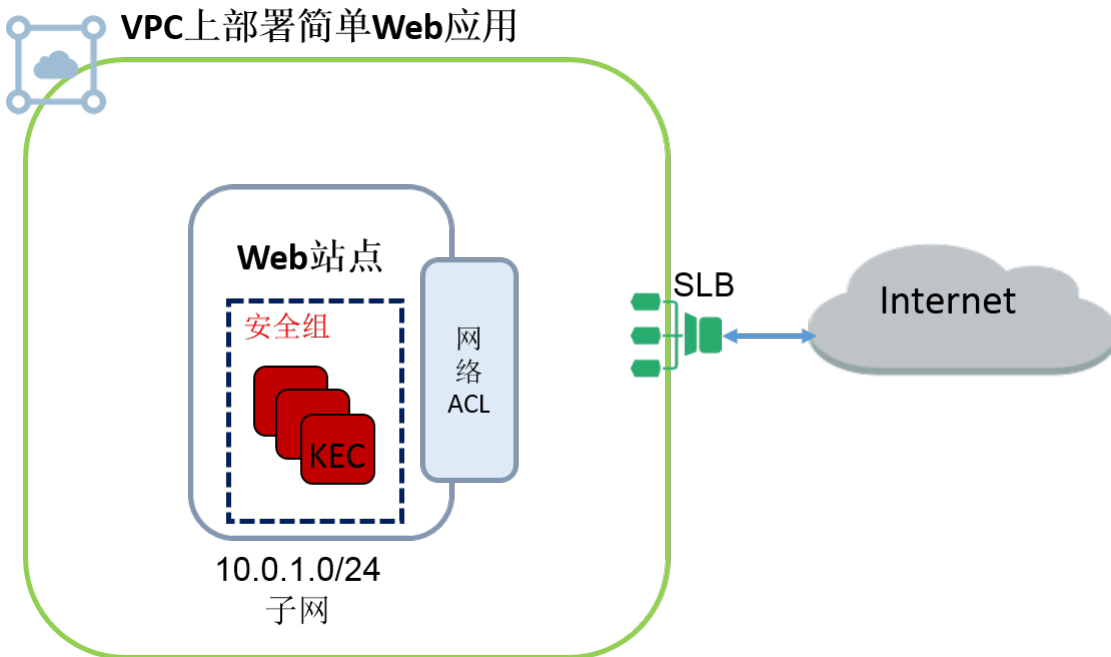 VPC上部署简单Web应用
Web站点
安全组
KEC
网
络
ACL
SLB
Internet
10.0.1.0/24
子网